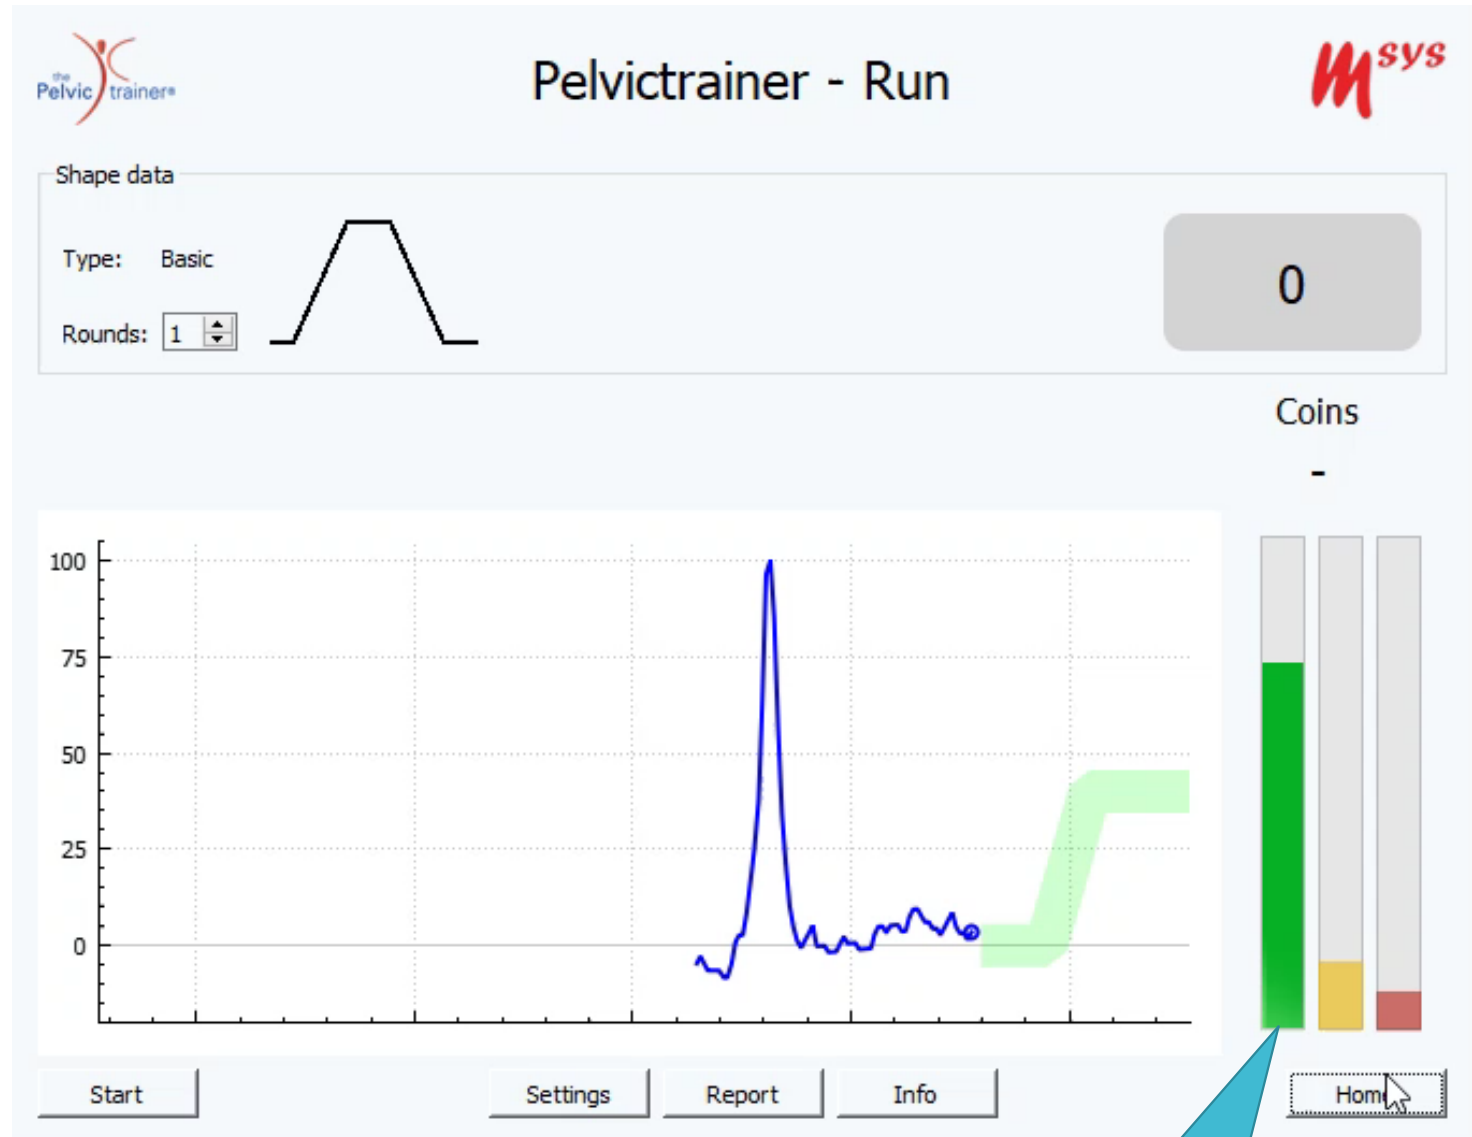 the
Pelvic trainer®
Pelvictrainer - Run
Msys
Shape data
Type: Basic
0
Rounds: 1
Coins
-
100
75
50
25
0
Start
Settings
Report
Info
Home